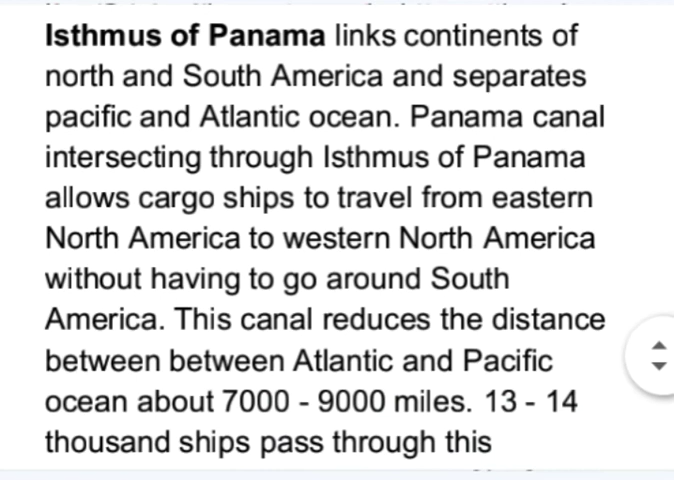 Isthmus of Panama links continents of
north and South America and separates
pacific and Atlantic ocean. Panama canal
intersecting through Isthmus of Panama
allows cargo ships to travel from eastern
North America to western North America
without having to go around South
America. This canal reduces the distance
between between Atlantic and Pacific
ocean about 7000 - 9000 miles. 13 - 14
thousand ships pass through this